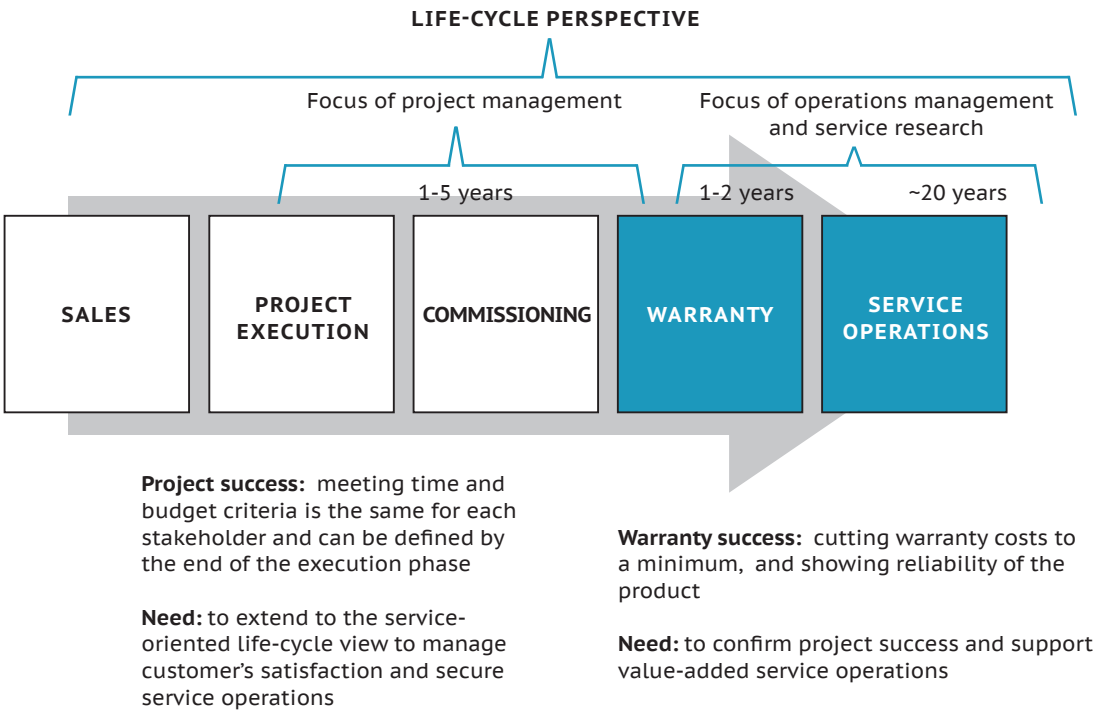 LIFE-CYCLE PERSPECTIVE
Focus of project management
Focus of operations management
and service research
1-5 years
1-2 years
~20 years
SALES
PROJECT
EXECUTION
COMMISSIONING
WARRANTY
SERVICE
OPERATIONS
Project success: meeting time and
budget criteria is the same for each
stakeholder and can be defined by
the end of the execution phase
Need: to extend to the service-
oriented life-cycle view to manage
customer’s satisfaction and secure
service operations
Warranty success: cutting warranty costs to
a minimum, and showing reliability of the
product
Need: to confirm project success and support
value-added service operations